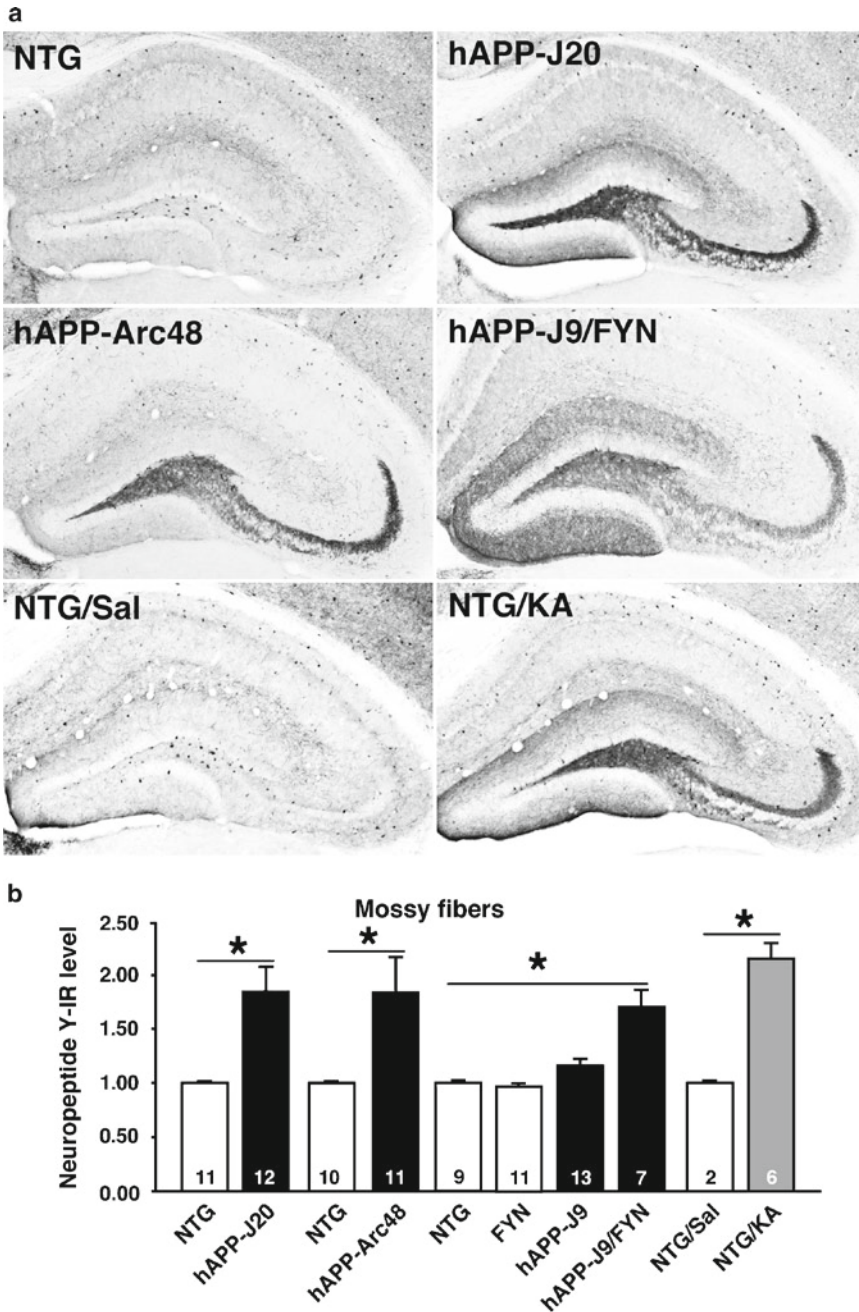 a
NTG
hAPP-J20
hAPP-Arc48
hAPP-J9/FYN
NTG/Sal
NTG/KA
b
Mossy fibers
Neuropeptide Y-IR level
2.50
2.00
1.50
1.00
0.50
0.00
* * * *
11 12 10 11 9 11 13 7 2 6
NTG
hAPP-J20
NTG
hAPP-Arc48
NTG
FYN
hAPP-J9
hAPP-J9/FYN
NTG/Sal
NTG/KA